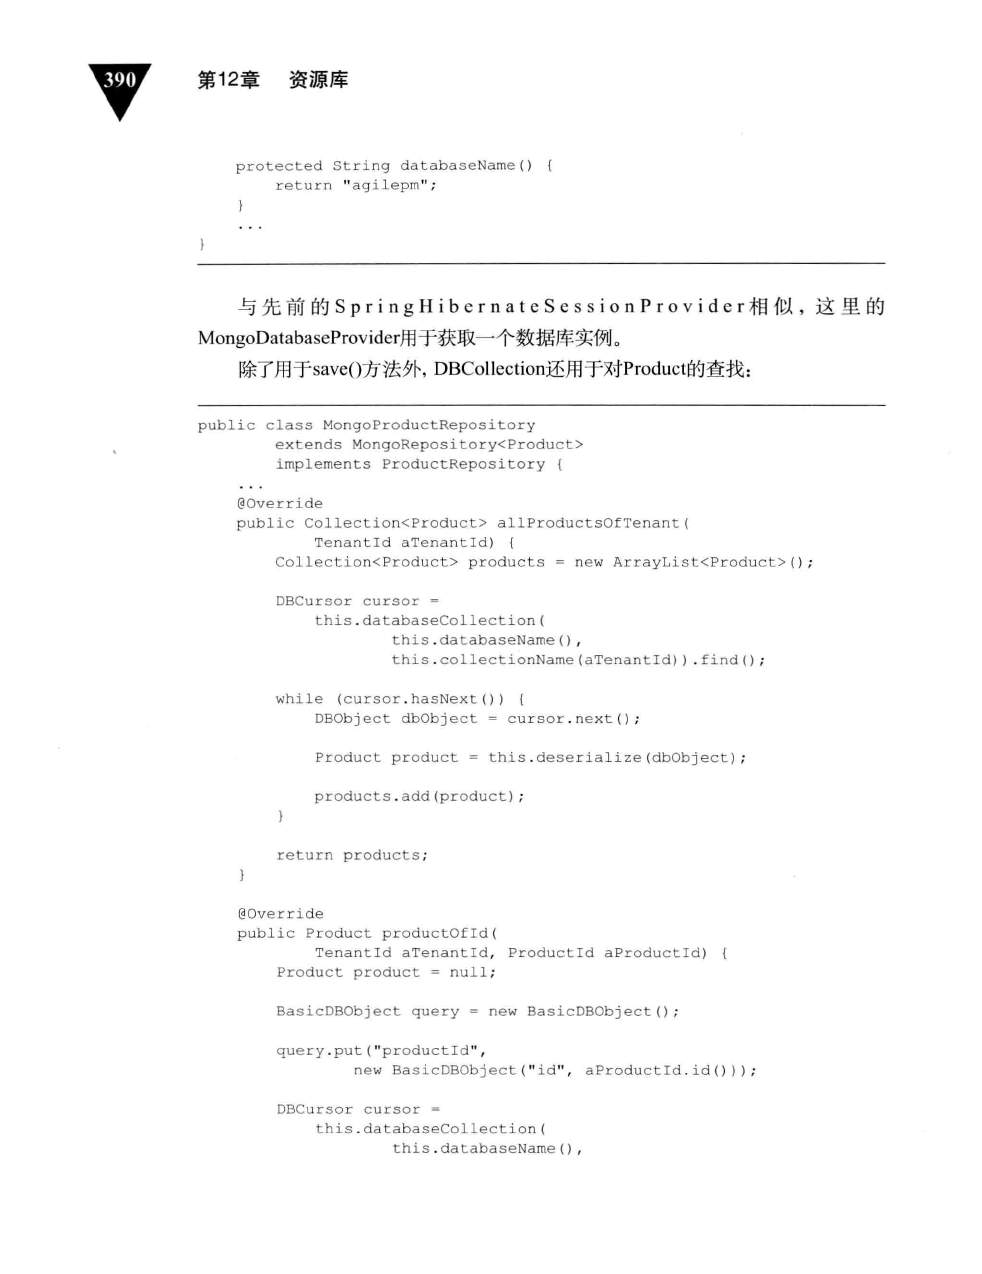 390
第12章 资源库
protected String databaseName() {
return "agilepm";
}
...
}
与先前的SpringHibernateSessionProvider相似，这里的
MongoDatabaseProvider用于获取一个数据库实例。
除了用于save()方法外, DBCollection还用于对Product的查找：
public class MongoProductRepository
extends MongoRepository<Product>
implements ProductRepository {
...
@Override
public Collection<Product> allProductsOfTenant(
TenantId aTenantId) {
Collection<Product> products = new ArrayList<Product>();
DBCursor cursor =
this.databaseCollection(
this.databaseName(),
this.collectionName(aTenantId)).find();
while (cursor.hasNext()) {
DBObject dbObject = cursor.next();
Product product = this.deserialize(dbObject);
products.add(product);
}
return products;
}
@Override
public Product productOfId(
TenantId aTenantId, ProductId aProductId) {
Product product = null;
BasicDBObject query = new BasicDBObject();
query.put("productId",
new BasicDBObject("id", aProductId.id()));
DBCursor cursor =
this.databaseCollection(
this.databaseName(),